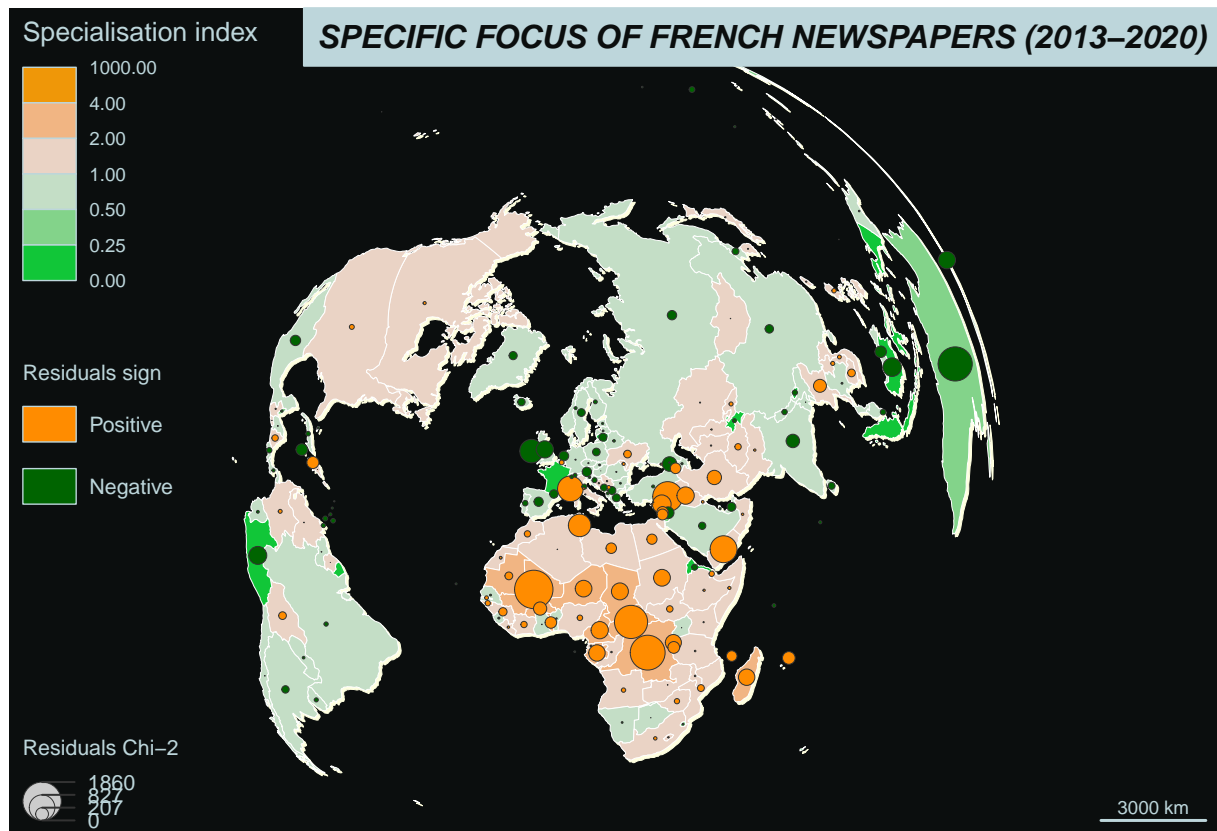 SPECIFIC FOCUS OF FRENCH NEWSPAPERS (2013–2020)
Specialisation index
1000.00
4.00
2.00
1.00
0.50
0.25
0.00
Residuals sign
Positive
Negative
Residuals Chi−2
1860
827
207
0
3000 km